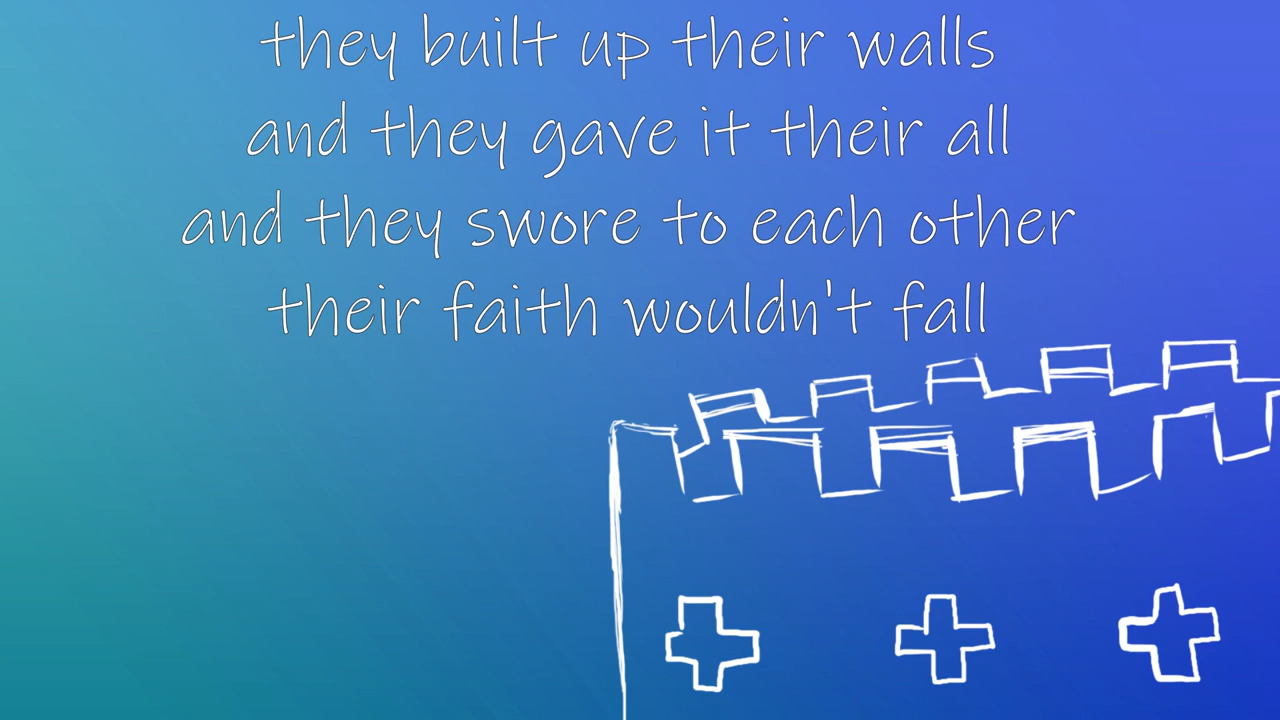 they built up their walls
and they gave it their all
and they swore to each other
their faith wouldn't fall